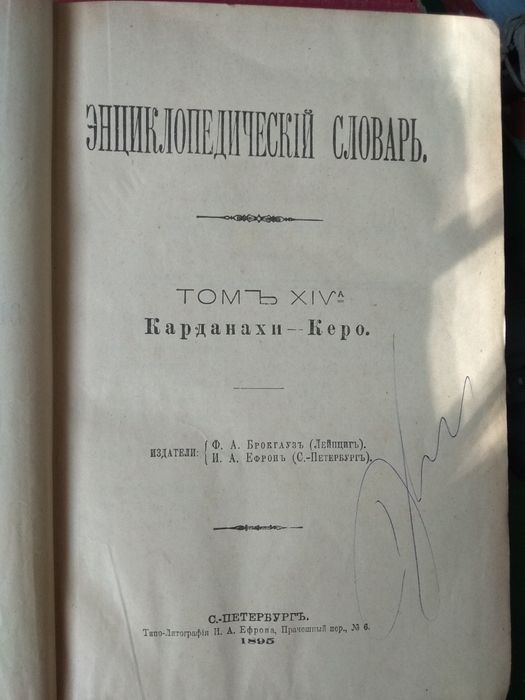 ЭНЦИКЛОПЕДИЧЕСКІЙ СЛОВАРЬ.
ТОМЪ XIVᴬ
Карданахи—Керо.
ИЗДАТЕЛИ:
Ф. А. БРОКГАУЗЪ (ЛЕЙПЦИГЪ).
И. А. ЕФРОНЪ (С.-ПЕТЕРБУРГЪ).
С.-ПЕТЕРБУРГЪ.
Типо-Литографія И. А. Ефрона, Прачешный пер., № 6.
1895